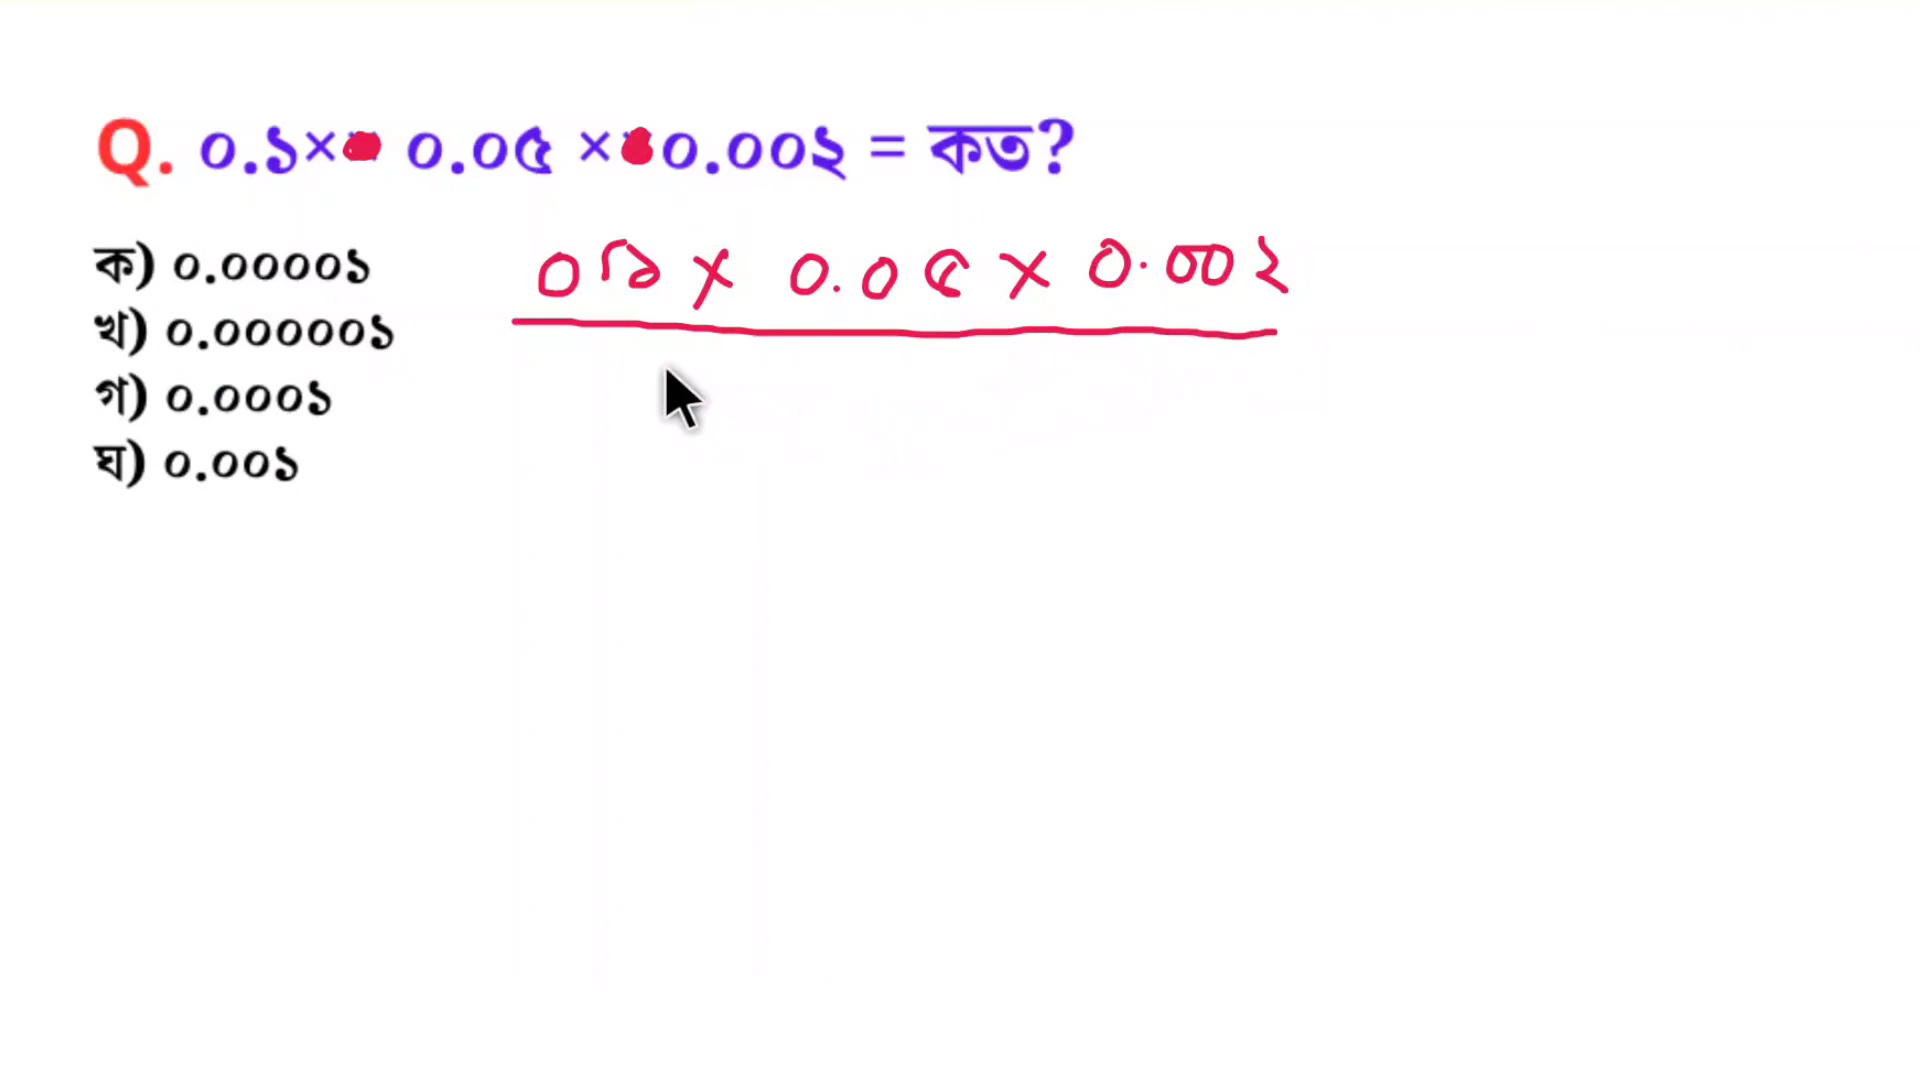 Q. ০.১× ০.০৫ × ০.০০২ = কত?
ক) ০.০০০০১
খ) ০.০০০০০১
গ) ০.০০০১
ঘ) ০.০০১
০.১ × ০.০৫ × ০.০০২